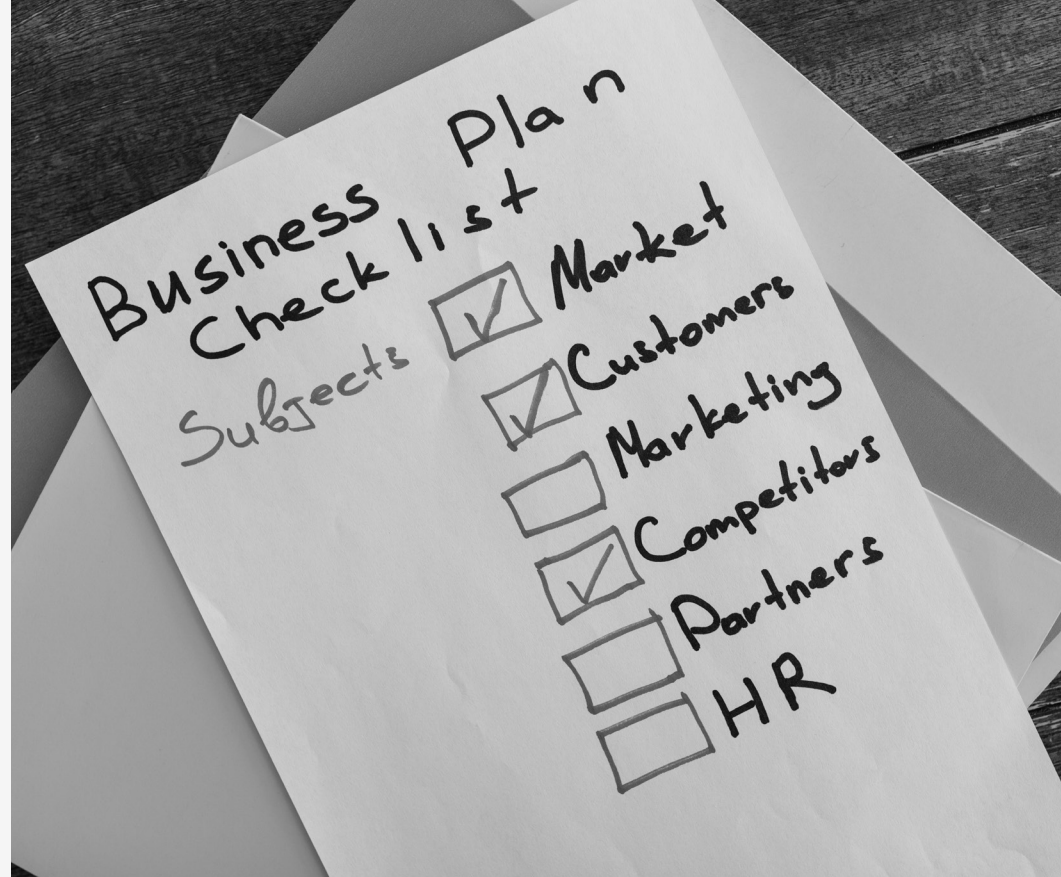 Business Plan
Checklist
Subjects
☑ Market
☑ Customers
☐ Marketing
☑ Competitors
☐ Partners
☐ HR